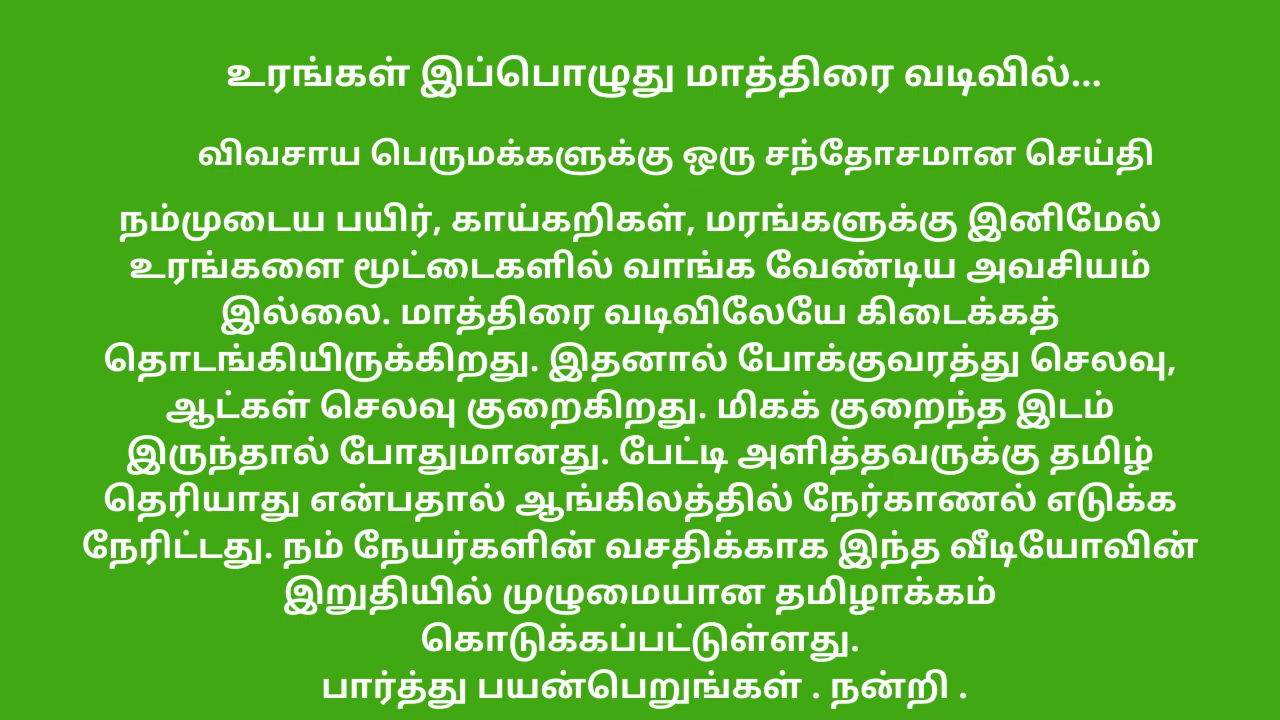 உரங்கள் இப்பொழுது மாத்திரை வடிவில்...
விவசாய பெருமக்களுக்கு ஒரு சந்தோசமான செய்தி
நம்முடைய பயிர், காய்கறிகள், மரங்களுக்கு இனிமேல்
உரங்களை மூட்டைகளில் வாங்க வேண்டிய அவசியம்
இல்லை. மாத்திரை வடிவிலேயே கிடைக்கத்
தொடங்கியிருக்கிறது. இதனால் போக்குவரத்து செலவு,
ஆட்கள் செலவு குறைகிறது. மிகக் குறைந்த இடம்
இருந்தால் போதுமானது. பேட்டி அளித்தவருக்கு தமிழ்
தெரியாது என்பதால் ஆங்கிலத்தில் நேர்காணல் எடுக்க
நேரிட்டது. நம் நேயர்களின் வசதிக்காக இந்த வீடியோவின்
இறுதியில் முழுமையான தமிழாக்கம்
கொடுக்கப்பட்டுள்ளது.
பார்த்து பயன்பெறுங்கள் . நன்றி .